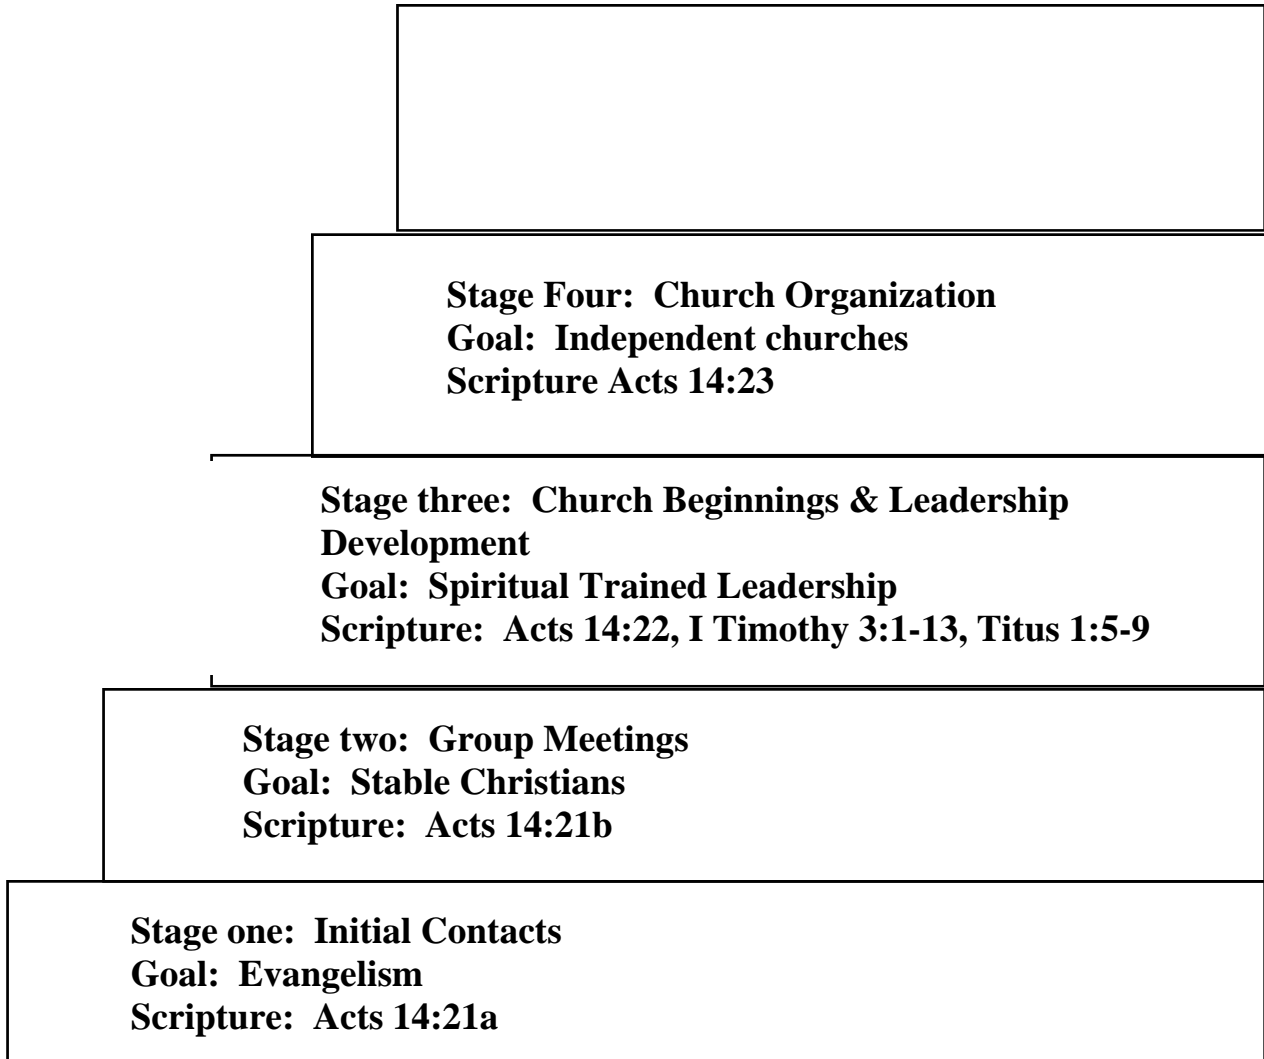 Stage Four:  Church Organization
Goal:  Independent churches
Scripture Acts 14:23
Stage three:  Church Beginnings & Leadership
Development
Goal:  Spiritual Trained Leadership
Scripture:  Acts 14:22, I Timothy 3:1-13, Titus 1:5-9
Stage two:  Group Meetings
Goal:  Stable Christians
Scripture:  Acts 14:21b
Stage one:  Initial Contacts
Goal:  Evangelism
Scripture:  Acts 14:21a